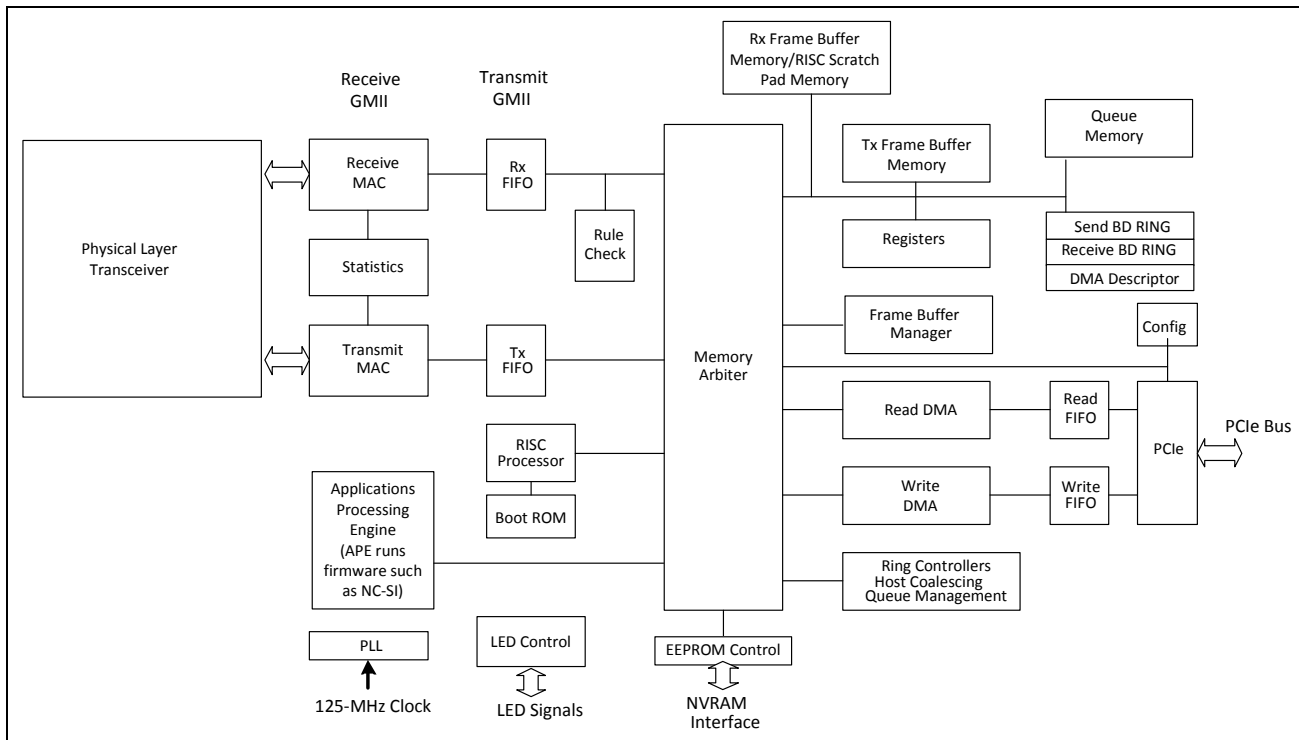 Rx Frame Buffer
Memory/RISC Scratch
Pad Memory
Receive
GMII
Transmit
GMII
Queue
Memory
Physical Layer
Transceiver
Receive
MAC
Rx
FIFO
Rule
Check
Statistics
Transmit
MAC
Tx
FIFO
Memory
Arbiter
Tx Frame Buffer
Memory
Registers
Send BD RING
Receive BD RING
DMA Descriptor
Frame Buffer
Manager
Config
Read DMA
Read
FIFO
PCIe
PCIe Bus
Write
DMA
Write
FIFO
RISC
Processor
Boot ROM
Applications
Processing
Engine
(APE runs
firmware such
as NC-SI)
Ring Controllers
Host Coalescing
Queue Management
PLL
LED Control
EEPROM Control
125-MHz Clock
LED Signals
NVRAM
Interface